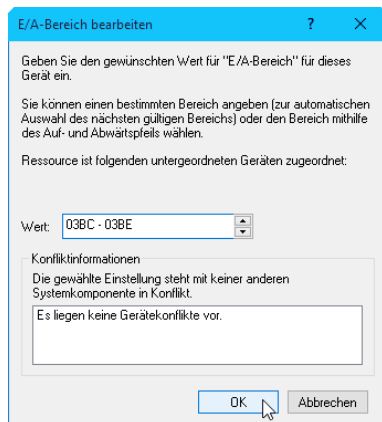 E/A-Bereich bearbeiten ? ×
Geben Sie den gewünschten Wert für "E/A-Bereich" für dieses
Gerät ein.
Sie können einen bestimmten Bereich angeben (zur automatischen
Auswahl des nächsten gültigen Bereichs) oder den Bereich mithilfe
des Auf- und Abwärtspfeils wählen.
Ressource ist folgenden untergeordneten Geräten zugeordnet:
Wert: 03BC - 03BE
Konfliktinformationen
Die gewählte Einstellung steht mit keiner anderen
Systemkomponente in Konflikt.
Es liegen keine Gerätekonflikte vor.
OK Abbrechen